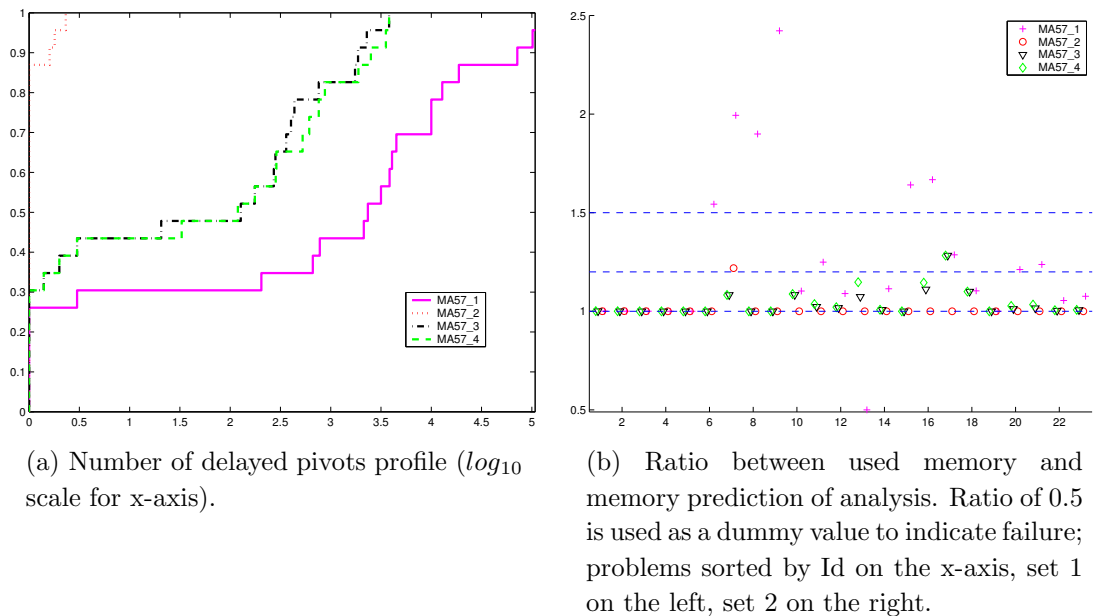 1
0.9
0.8
0.7
0.6
0.5
0.4
0.3
0.2
0.1
0
0 0.5 1 1.5 2 2.5 3 3.5 4 4.5 5
MA57_1
MA57_2
MA57_3
MA57_4
(a) Number of delayed pivots profile (log10
scale for x-axis).
2.5
2
1.5
1
0.5
2 4 6 8 10 12 14 16 18 20 22
MA57_1
MA57_2
MA57_3
MA57_4
(b) Ratio between used memory and
memory prediction of analysis. Ratio of 0.5
is used as a dummy value to indicate failure;
problems sorted by Id on the x-axis, set 1
on the left, set 2 on the right.